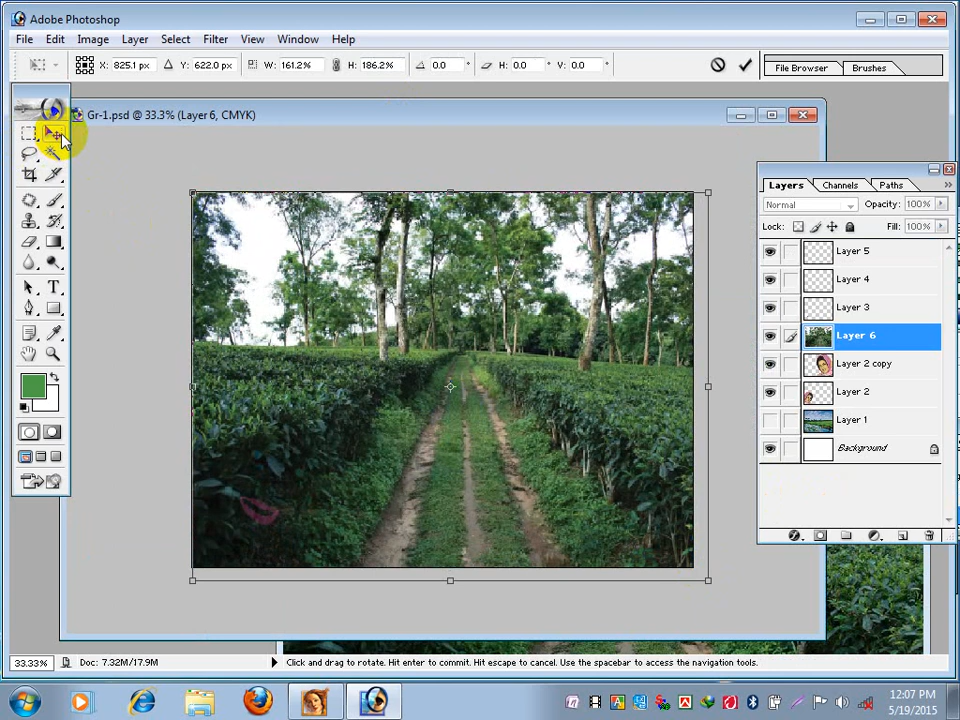 Adobe Photoshop
File Edit Image Layer Select Filter View Window Help
X: 825.1 px Y: 622.0 px W: 161.2% H: 186.2% 0.0 ° H: 0.0 ° V: 0.0 ° File Browser Brushes
Gr-1.psd @ 33.3% (Layer 6, CMYK)
Layers Channels Paths
Normal Opacity: 100%
Lock: Fill: 100%
Layer 5
Layer 4
Layer 3
Layer 6
Layer 2 copy
Layer 2
Layer 1
Background
33.33% Doc: 7.32M/17.9M Click and drag to rotate. Hit enter to commit. Hit escape to cancel. Use the spacebar to access the navigation tools.
12:07 PM
5/19/2015